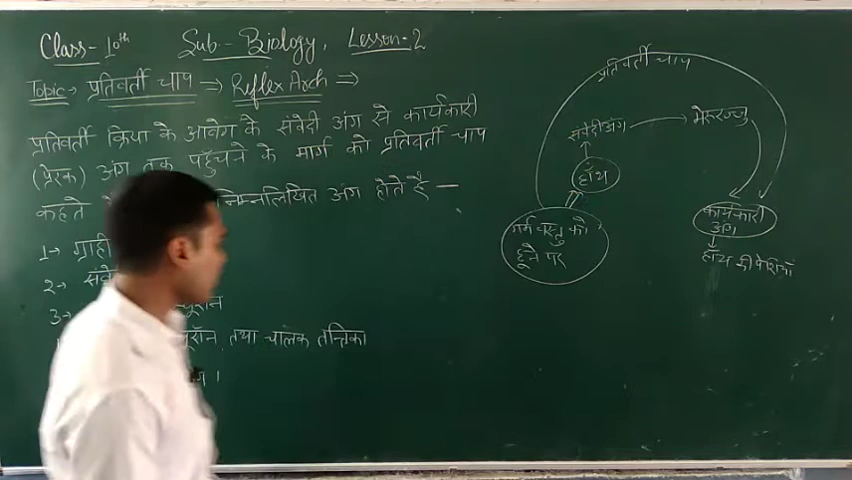 Class- 10th Sub- Biology, Lesson-2
Topic- प्रतिवर्ती चाप ⇒ Reflex Arch ⇒
प्रतिवर्ती क्रिया के आवेग के संवेदी अंग से कार्यकारी
(प्रेरक) अंग तक पहुँचने के मार्ग को प्रतिवर्ती चाप
कहते निम्नलिखित अंग होते हैं —
1→ ग्राही
2→ संवे
3→ न्यूरॉन
न्यूरॉन, तथा चालक तन्त्रिका
प्रतिवर्ती चाप
संवेदी अंग → मेरूरज्जु
हाँथ
गर्म वस्तु को
छूने पर
कार्यकारी
अंग
हाँथ की पेशियाँ